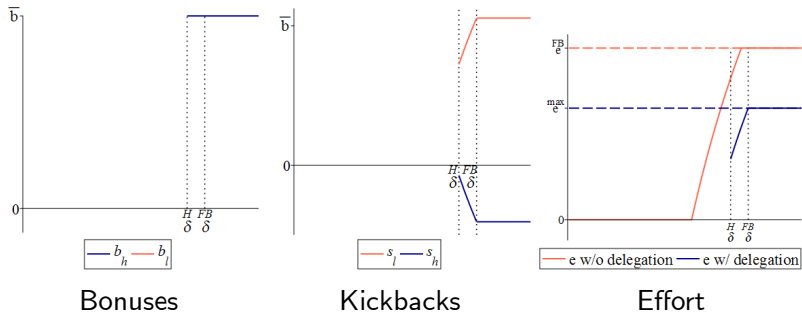 b̄
0
H FB
δ δ
b_h b_l
Bonuses
b̄
0
H FB
δ δ
s_l s_h
Kickbacks
e^FB
e^max
0
H FB
δ δ
e w/o delegation e w/ delegation
Effort